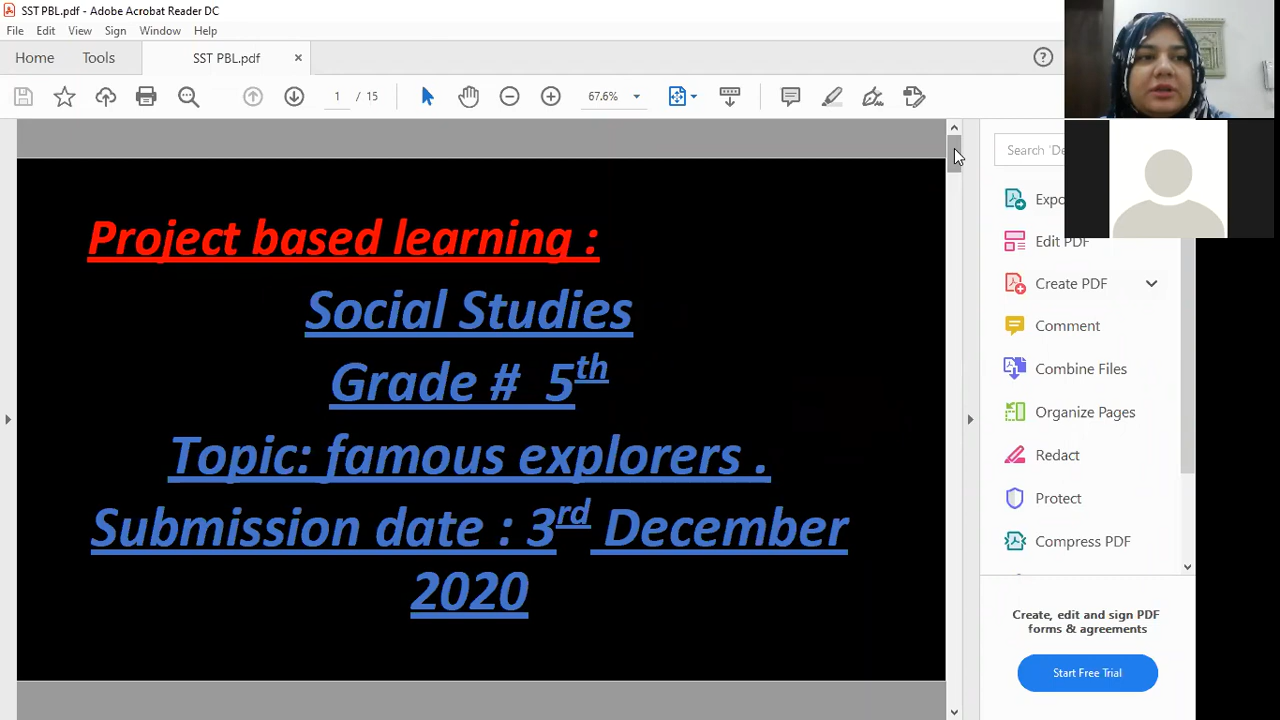 SST PBL.pdf - Adobe Acrobat Reader DC
File Edit View Sign Window Help
Home Tools SST PBL.pdf ×
1 / 15 67.6%
Search 'De
Project based learning :
Social Studies
Grade # 5th
Topic: famous explorers .
Submission date : 3rd December
2020
Expo
Edit PDF
Create PDF
Comment
Combine Files
Organize Pages
Redact
Protect
Compress PDF
Create, edit and sign PDF
forms & agreements
Start Free Trial